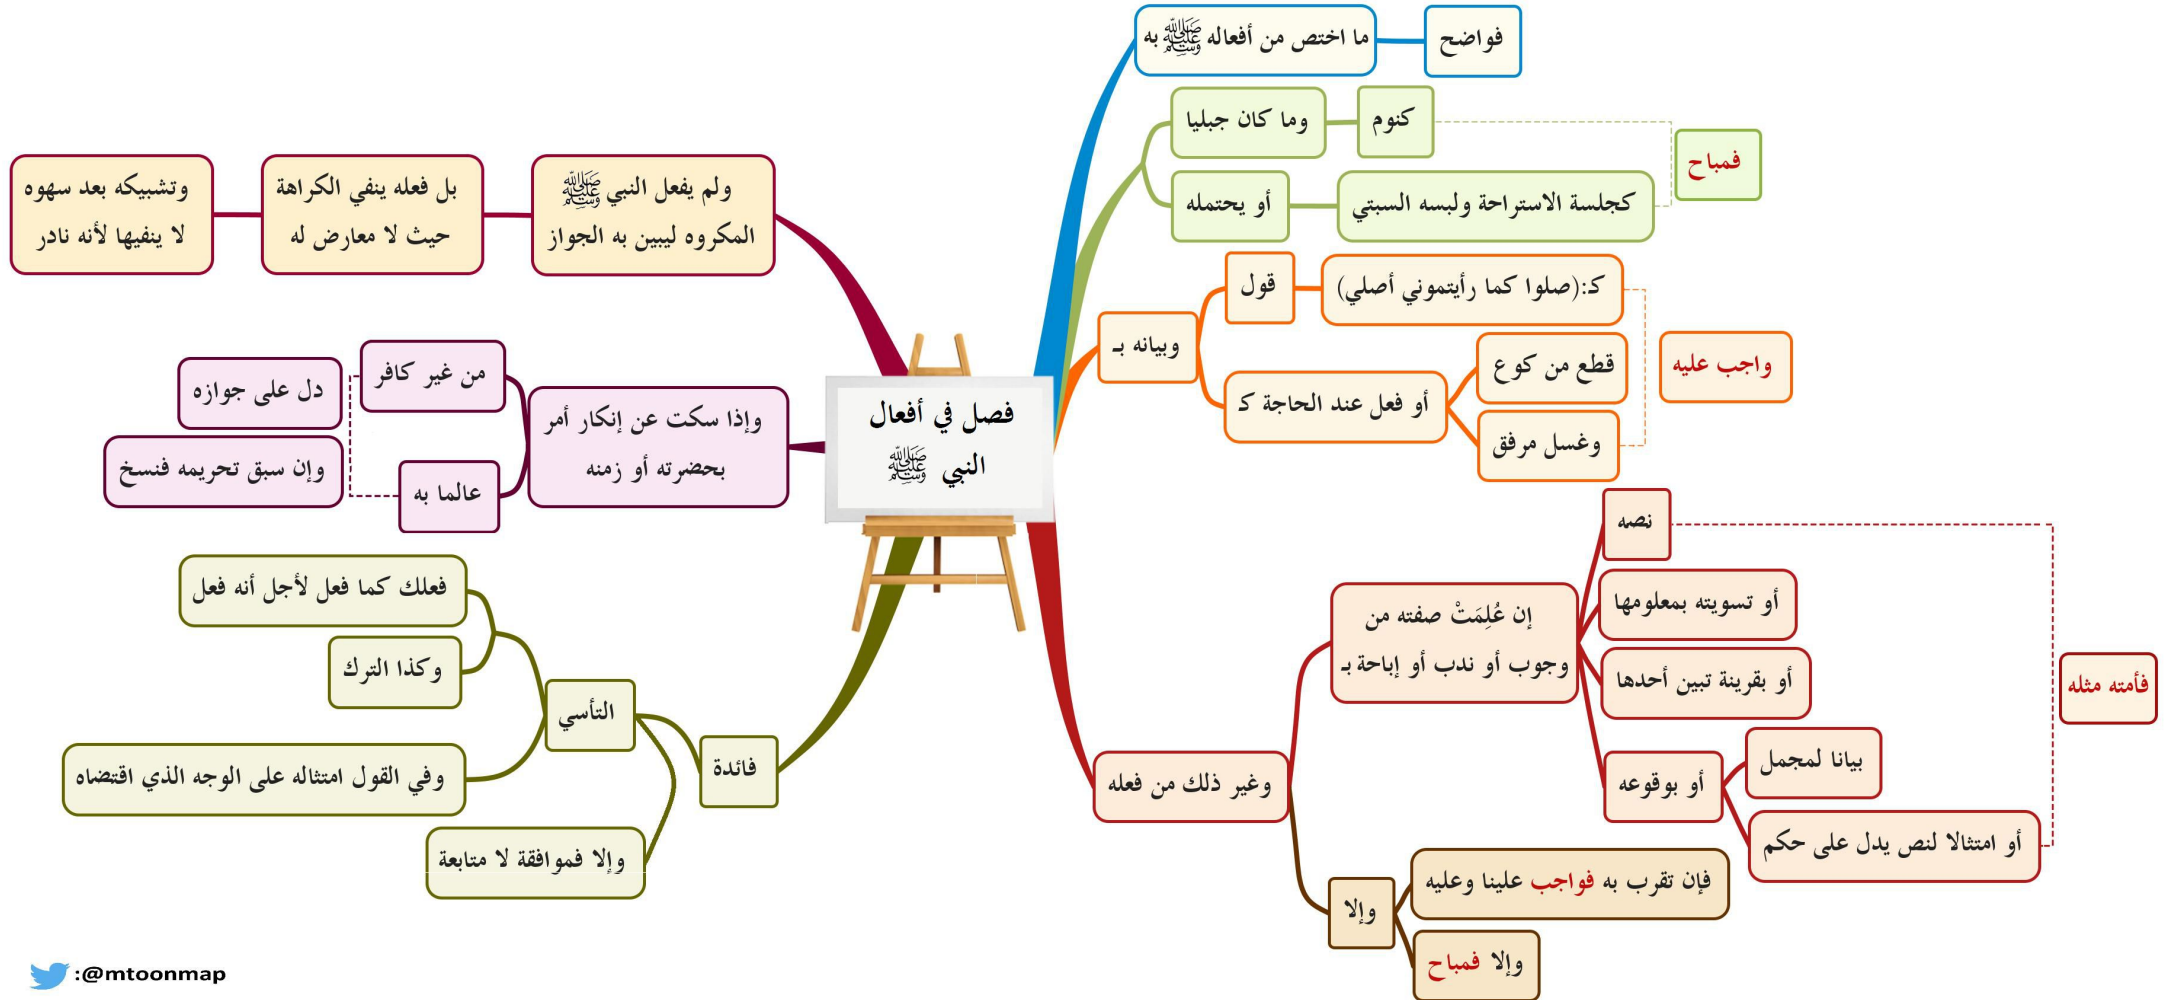 فصل في أفعال
النبي ﷺ
ما اختص من أفعاله ﷺ به
فواضح
وما كان جبليا
كنوم
أو يحتمله
كجلسة الاستراحة ولبسه السبتي
فمباح
وبيانه بـ
قول
كـ:(صلوا كما رأيتموني أصلي)
أو فعل عند الحاجة كـ
قطع من كوع
وغسل مرفق
واجب عليه
وغير ذلك من فعله
إن عُلِمَتْ صفته من
وجوب أو ندب أو إباحة بـ
نصه
أو تسويته بمعلومها
أو بقرينة تبين أحدها
أو بوقوعه
بيانا لمجمل
أو امتثالا لنص يدل على حكم
فأمته مثله
وإلا
فإن تقرب به فواجب علينا وعليه
وإلا فمباح
ولم يفعل النبي ﷺ
المكروه ليبين به الجواز
بل فعله ينفي الكراهة
حيث لا معارض له
وتشبيكه بعد سهوه
لا ينفيها لأنه نادر
وإذا سكت عن إنكار أمر
بحضرته أو زمنه
من غير كافر
عالما به
دل على جوازه
وإن سبق تحريمه فنسخ
فائدة
التأسي
فعلك كما فعل لأجل أنه فعل
وكذا الترك
وفي القول امتثاله على الوجه الذي اقتضاه
وإلا فموافقة لا متابعة
:@mtoonmap